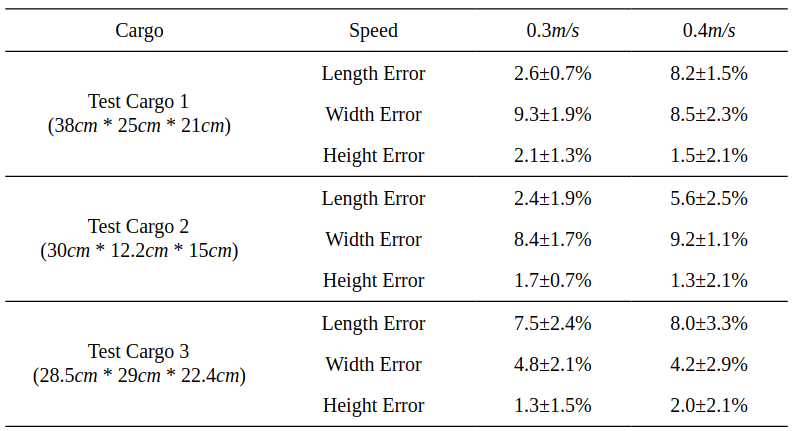 Cargo Speed 0.3m/s 0.4m/s
Length Error 2.6±0.7% 8.2±1.5%
Test Cargo 1
(38cm * 25cm * 21cm)
Width Error 9.3±1.9% 8.5±2.3%
Height Error 2.1±1.3% 1.5±2.1%
Length Error 2.4±1.9% 5.6±2.5%
Test Cargo 2
(30cm * 12.2cm * 15cm)
Width Error 8.4±1.7% 9.2±1.1%
Height Error 1.7±0.7% 1.3±2.1%
Length Error 7.5±2.4% 8.0±3.3%
Test Cargo 3
(28.5cm * 29cm * 22.4cm)
Width Error 4.8±2.1% 4.2±2.9%
Height Error 1.3±1.5% 2.0±2.1%